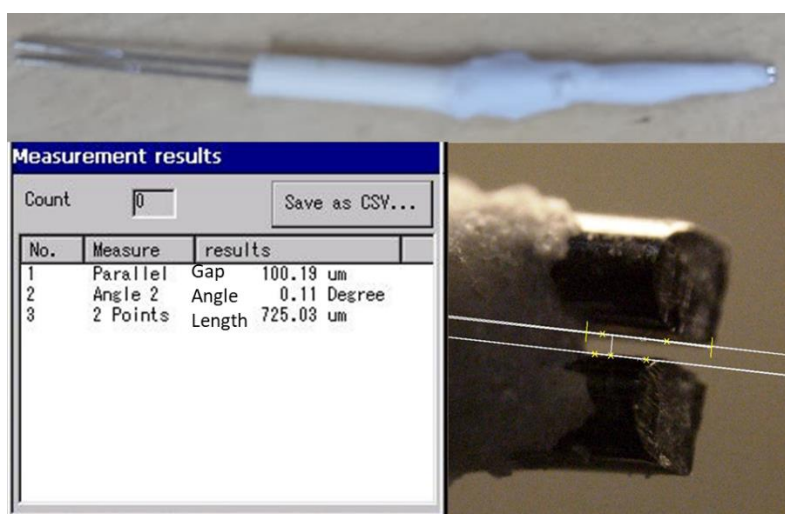 Measurement results
Count 0 Save as CSV...
No. Measure results
1 Parallel Gap 100.19 um
2 Angle 2 Angle 0.11 Degree
3 2 Points Length 725.03 um